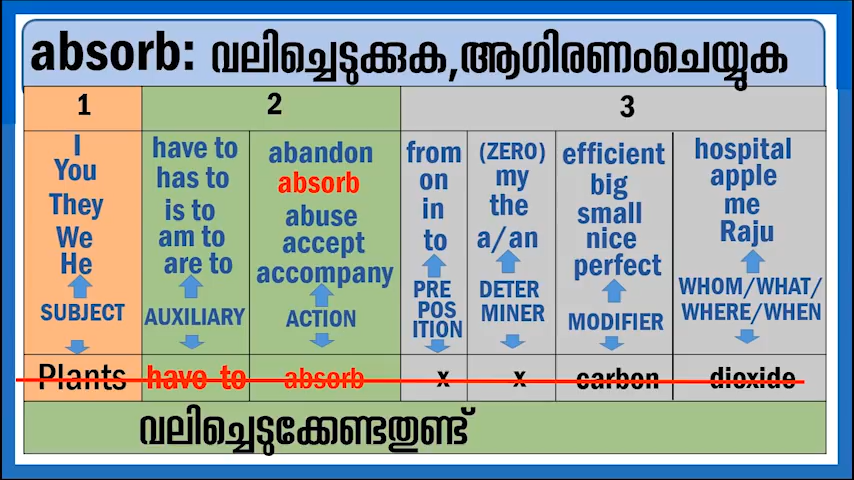 absorb: വലിച്ചെടുക്കുക,ആഗിരണംചെയ്യുക
1 2 3
I have to abandon from (ZERO) efficient hospital
You has to absorb on my big apple
They is to abuse in the small me
We am to accept to a/an nice Raju
He are to accompany perfect
SUBJECT AUXILIARY ACTION PRE POS ITION DETER MINER MODIFIER WHOM/WHAT/ WHERE/WHEN
Plants have to absorb x x carbon dioxide
വലിച്ചെടുക്കേണ്ടതുണ്ട്